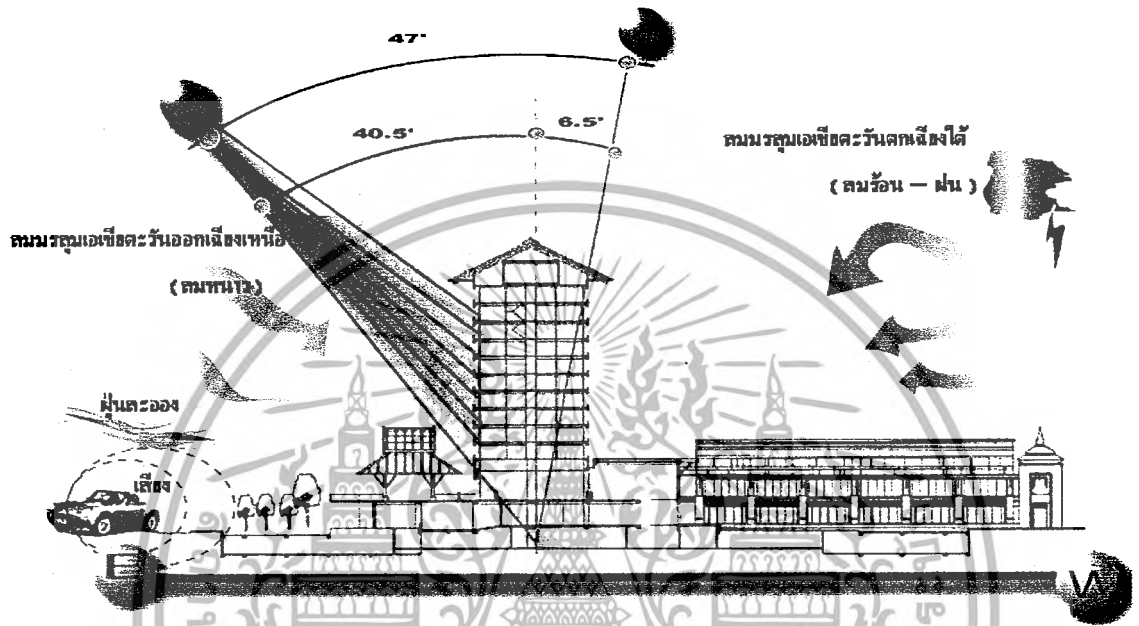 47°
40.5°
6.5°
ลมมรสุมเอเชียตะวันตกเฉียงใต้
(ลมร้อน – ฝน)
ลมมรสุมเอเชียตะวันออกเฉียงเหนือ
(ลมหนาว)
ฝุ่นละออง
เสียง
E
W